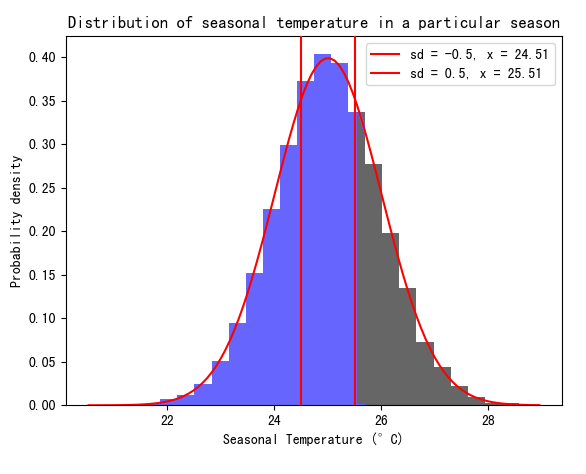 Distribution of seasonal temperature in a particular season
sd = -0.5, x = 24.51
sd = 0.5, x = 25.51
0.40
0.35
0.30
0.25
0.20
0.15
0.10
0.05
0.00
Probability density
22 24 26 28
Seasonal Temperature (°C)